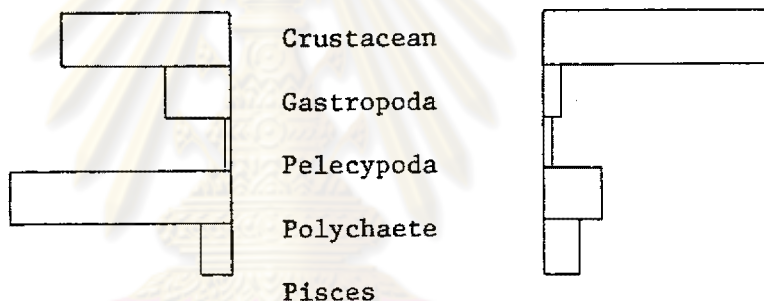 Crustacean
Gastropoda
Pelecypoda
Polychaete
Pisces